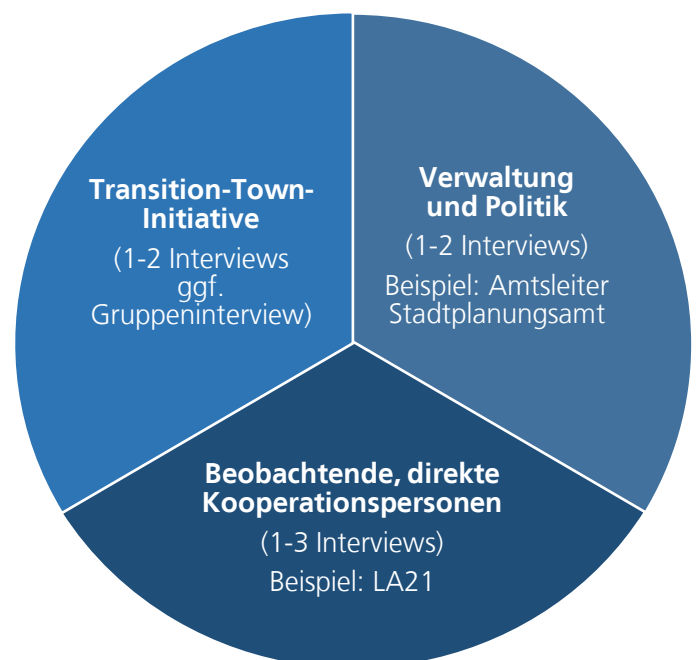 Transition-Town-
Initiative
(1-2 Interviews
ggf.
Gruppeninterview)
Verwaltung
und Politik
(1-2 Interviews)
Beispiel: Amtsleiter
Stadtplanungsamt
Beobachtende, direkte
Kooperationspersonen
(1-3 Interviews)
Beispiel: LA21